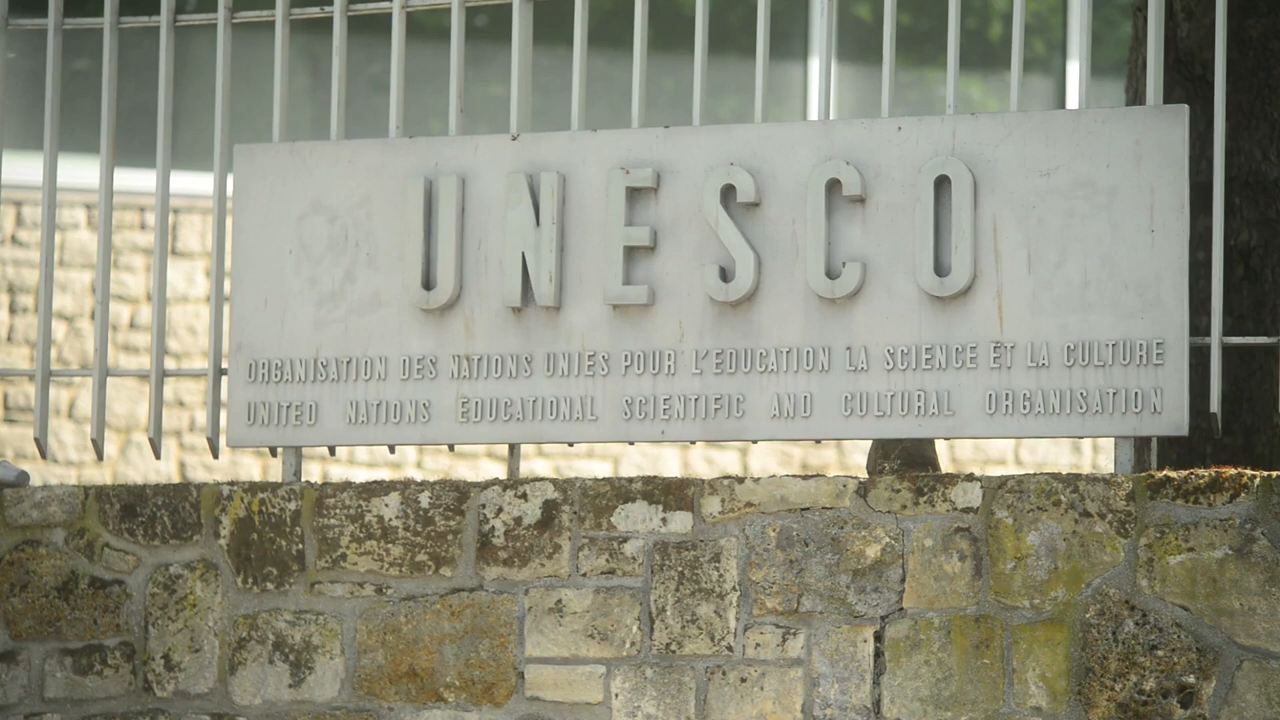 UNESCO
ORGANISATION DES NATIONS UNIES POUR L'EDUCATION LA SCIENCE ET LA CULTURE
UNITED NATIONS EDUCATIONAL SCIENTIFIC AND CULTURAL ORGANISATION